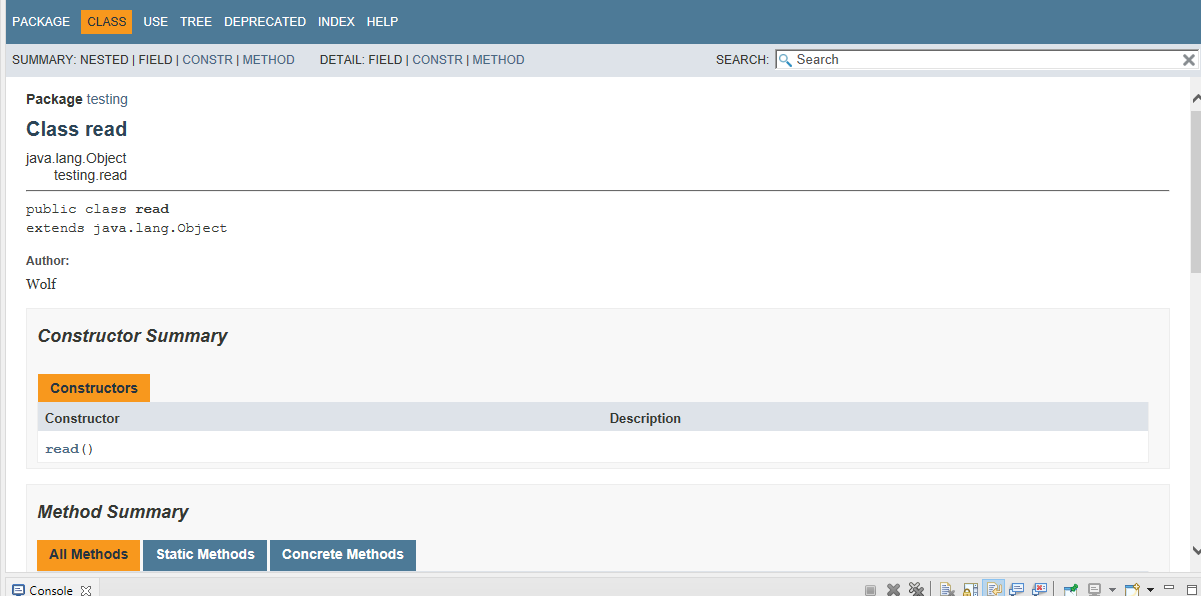 PACKAGE CLASS USE TREE DEPRECATED INDEX HELP
SUMMARY: NESTED | FIELD | CONSTR | METHOD DETAIL: FIELD | CONSTR | METHOD SEARCH: Search
Package testing
Class read
java.lang.Object
testing.read
public class read
extends java.lang.Object
Author:
Wolf
Constructor Summary
Constructors
Constructor Description
read()
Method Summary
All Methods Static Methods Concrete Methods
Console